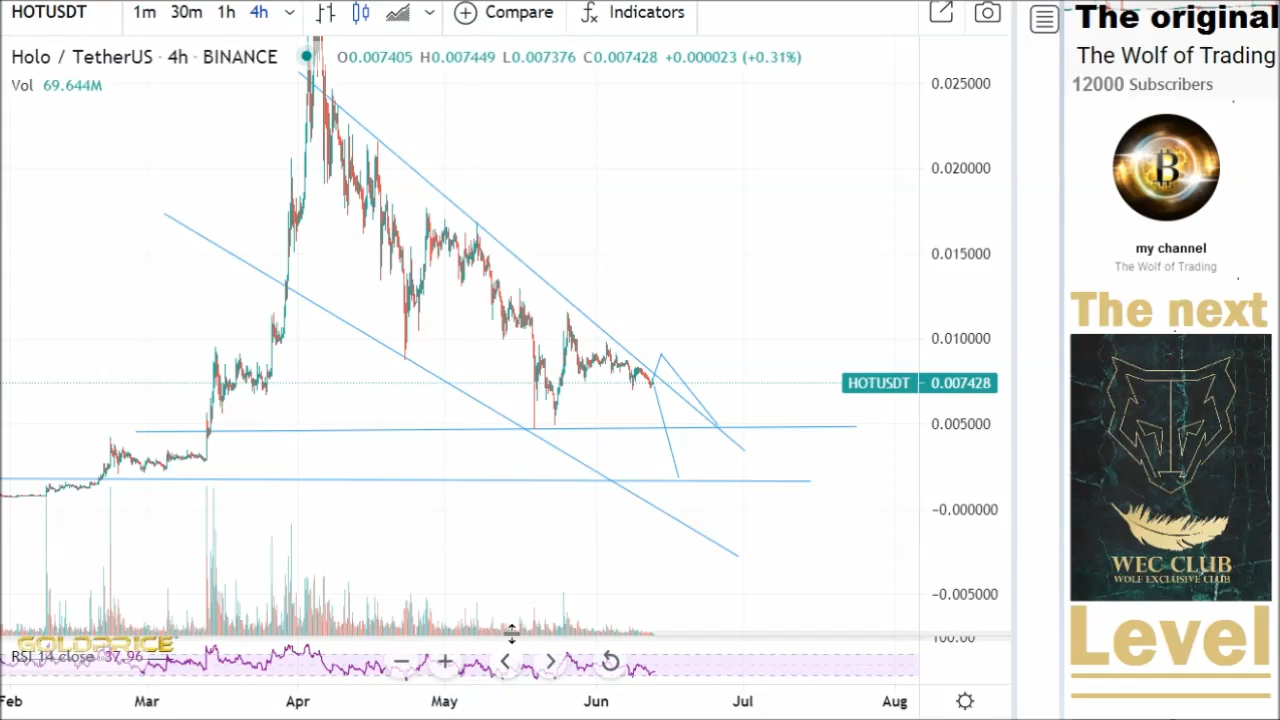 HOTUSDT 1m 30m 1h 4h Compare Indicators
Holo / TetherUS · 4h · BINANCE O0.007405 H0.007449 L0.007376 C0.007428 +0.000023 (+0.31%)
Vol 69.644M
0.025000
0.020000
0.015000
0.010000
HOTUSDT 0.007428
0.005000
-0.000000
-0.005000
100.00
GOLDPRICE
RSI 14 close 37.96
Feb Mar Apr May Jun Jul Aug
The original
The Wolf of Trading
12000 Subscribers
B
my channel
The Wolf of Trading
The next
WEC CLUB
WOLF EXCLUSIVE CLUB
Level